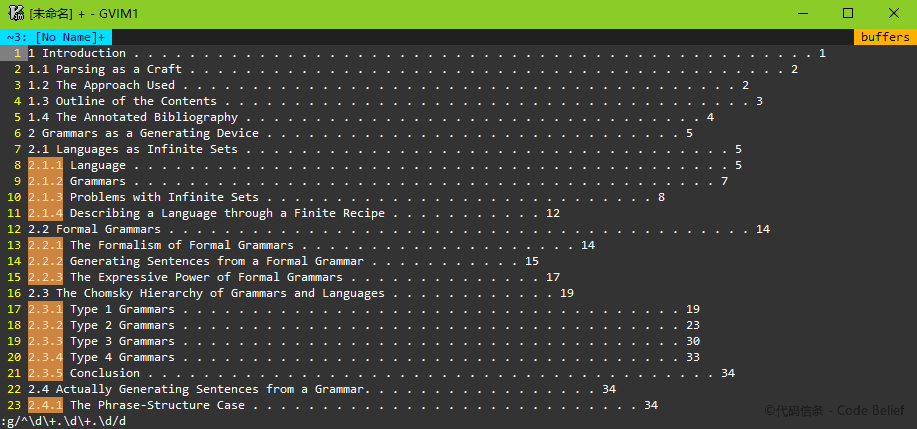 [未命名] + - GVIM1
~3: [No Name]+ buffers
1 1 Introduction . . . . . . . . . . . . . . . . . . . . . . . . . . . . . . . . . . . . . . . . . . . . . . . . . 1
2 1.1 Parsing as a Craft . . . . . . . . . . . . . . . . . . . . . . . . . . . . . . . . . . . . . . . . . . . 2
3 1.2 The Approach Used . . . . . . . . . . . . . . . . . . . . . . . . . . . . . . . . . . . . . . . . 2
4 1.3 Outline of the Contents . . . . . . . . . . . . . . . . . . . . . . . . . . . . . . . . . . . . . . 3
5 1.4 The Annotated Bibliography . . . . . . . . . . . . . . . . . . . . . . . . . . . . . . . . . 4
6 2 Grammars as a Generating Device . . . . . . . . . . . . . . . . . . . . . . . . . . . . . . 5
7 2.1 Languages as Infinite Sets . . . . . . . . . . . . . . . . . . . . . . . . . . . . . . . . . . . 5
8 2.1.1 Language . . . . . . . . . . . . . . . . . . . . . . . . . . . . . . . . . . . . . . . . . . . 5
9 2.1.2 Grammars . . . . . . . . . . . . . . . . . . . . . . . . . . . . . . . . . . . . . . . . . . 7
10 2.1.3 Problems with Infinite Sets . . . . . . . . . . . . . . . . . . . . . . . . . . . . 8
11 2.1.4 Describing a Language through a Finite Recipe . . . . . . . . . . . 12
12 2.2 Formal Grammars . . . . . . . . . . . . . . . . . . . . . . . . . . . . . . . . . . . . . . . . . . 14
13 2.2.1 The Formalism of Formal Grammars . . . . . . . . . . . . . . . . . . . . 14
14 2.2.2 Generating Sentences from a Formal Grammar . . . . . . . . . . . 15
15 2.2.3 The Expressive Power of Formal Grammars . . . . . . . . . . . . . . 17
16 2.3 The Chomsky Hierarchy of Grammars and Languages . . . . . . . . . . . . 19
17 2.3.1 Type 1 Grammars . . . . . . . . . . . . . . . . . . . . . . . . . . . . . . . . . . . . 19
18 2.3.2 Type 2 Grammars . . . . . . . . . . . . . . . . . . . . . . . . . . . . . . . . . . . . 23
19 2.3.3 Type 3 Grammars . . . . . . . . . . . . . . . . . . . . . . . . . . . . . . . . . . . . 30
20 2.3.4 Type 4 Grammars . . . . . . . . . . . . . . . . . . . . . . . . . . . . . . . . . . . . 33
21 2.3.5 Conclusion . . . . . . . . . . . . . . . . . . . . . . . . . . . . . . . . . . . . . . . . . 34
22 2.4 Actually Generating Sentences from a Grammar. . . . . . . . . . . . . . . . . 34
23 2.4.1 The Phrase-Structure Case . . . . . . . . . . . . . . . . . . . . . . . . . . . . 34
:g/^\d\+.\d\+.\d/d
©代码信条 - Code Belief